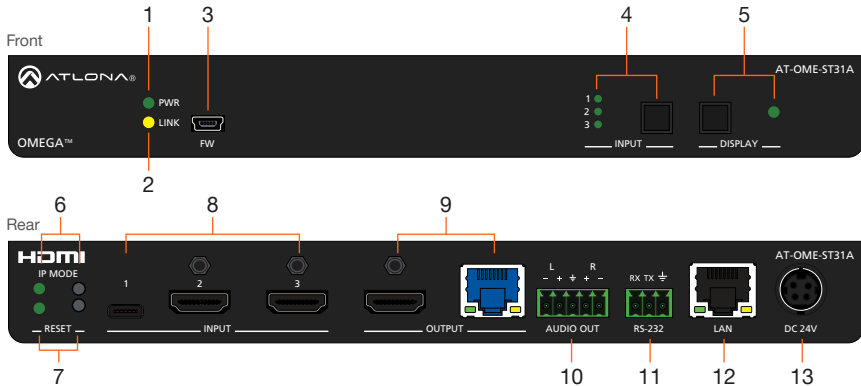 1 3 4 5
Front
ATLONA®
AT-OME-ST31A
PWR
LINK
1
2
3
OMEGA™
FW
INPUT
DISPLAY
2
6 8 9
Rear
HDMI
AT-OME-ST31A
IP MODE
1 2 3
L R
- + ⏚ + -
RX TX ⏚
RESET
INPUT
OUTPUT
AUDIO OUT
RS-232
LAN
DC 24V
7 10 11 12 13